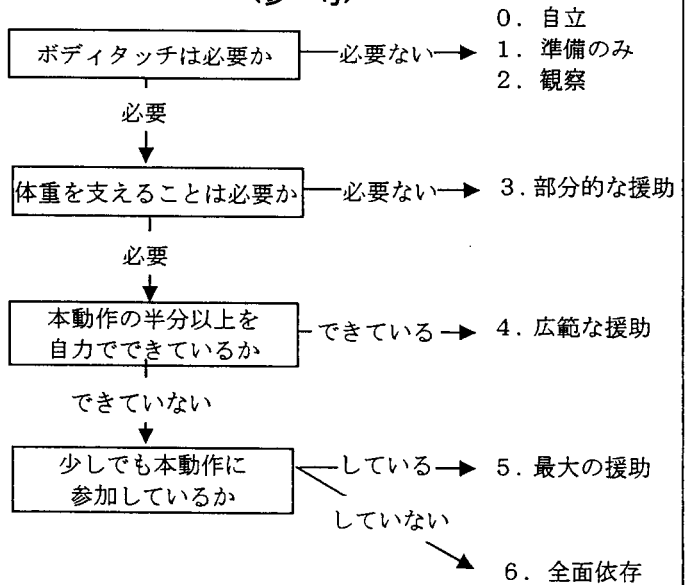 0．自立
ボディタッチは必要か
必要ない
1．準備のみ
2．観察
必要
体重を支えることは必要か
必要ない
3．部分的な援助
必要
本動作の半分以上を
自力でできているか
できている
4．広範な援助
できていない
少しでも本動作に
参加しているか
している
5．最大の援助
していない
6．全面依存